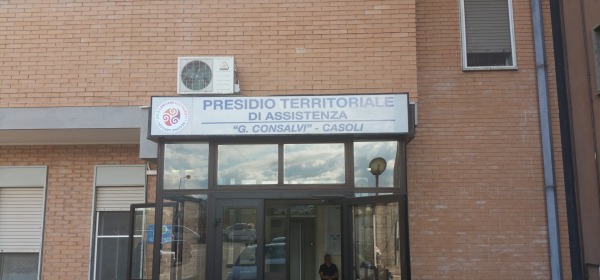 PRESIDIO TERRITORIALE
DI ASSISTENZA
"G. CONSALVI" - CASOLI